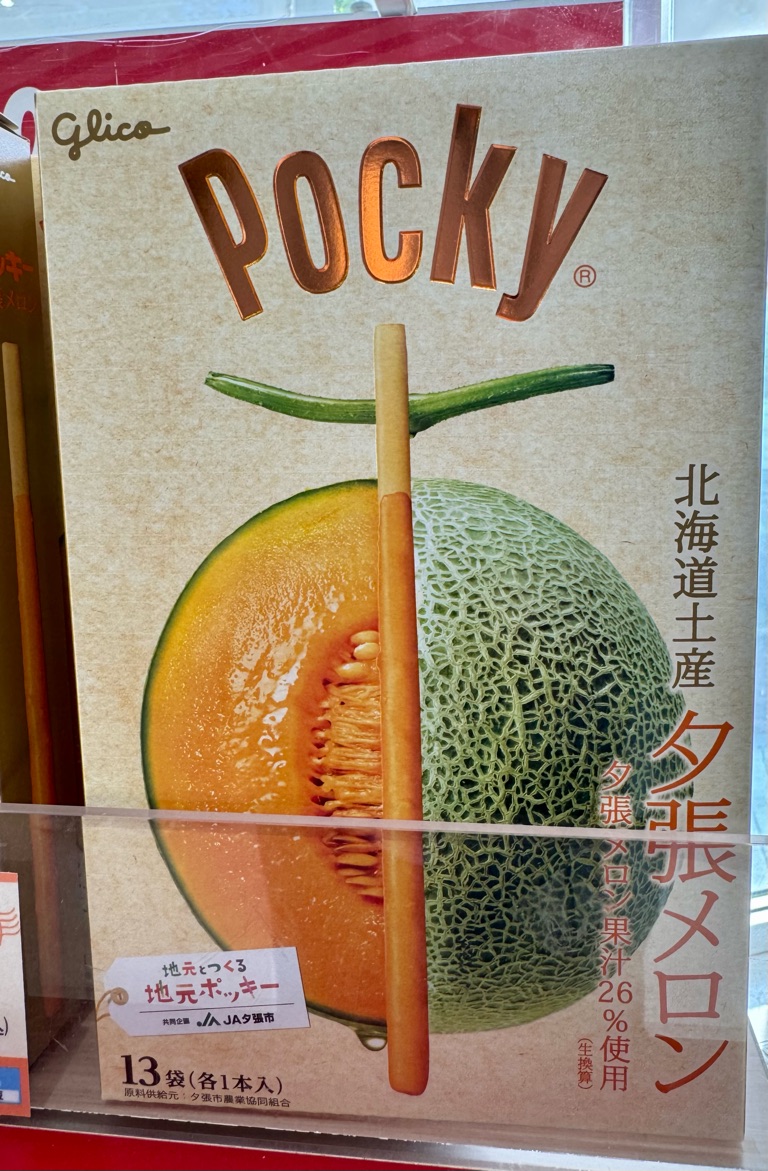 Glico
Pocky®
北海道土産
夕張メロン
夕張メロン果汁26%使用
(生換算)
地元とつくる
地元ポッキー
共同企画 JA夕張市
13袋(各1本入)
原料供給元:夕張市農業協同組合